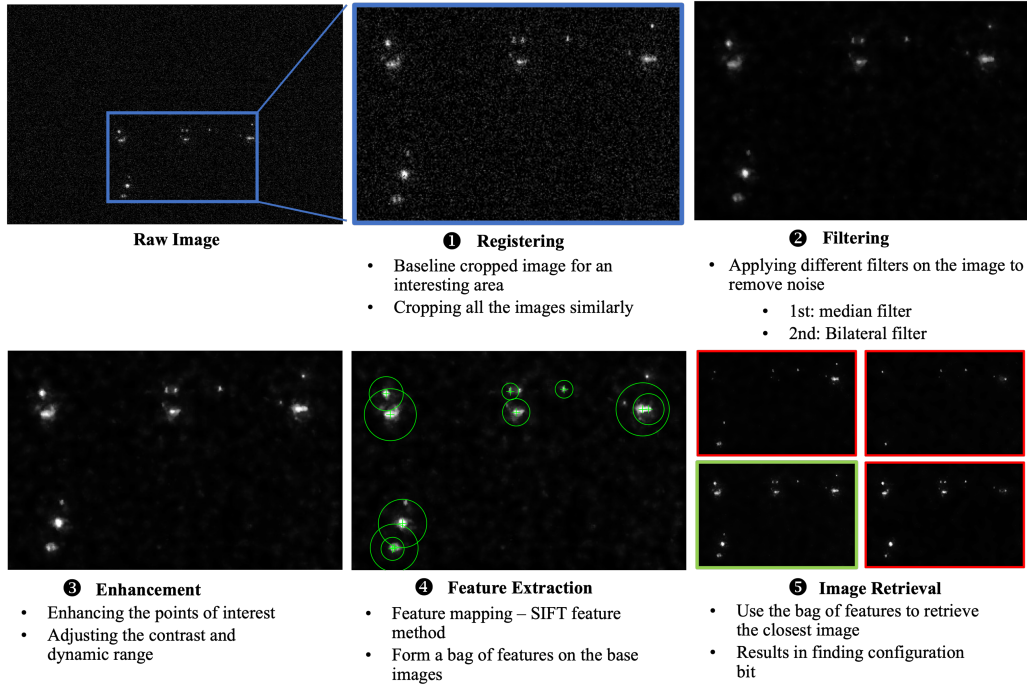 Raw Image
❶ Registering
• Baseline cropped image for an
interesting area
• Cropping all the images similarly
❷ Filtering
• Applying different filters on the image to
remove noise
• 1st: median filter
• 2nd: Bilateral filter
❸ Enhancement
• Enhancing the points of interest
• Adjusting the contrast and
dynamic range
❹ Feature Extraction
• Feature mapping – SIFT feature
method
• Form a bag of features on the base
images
❺ Image Retrieval
• Use the bag of features to retrieve
the closest image
• Results in finding configuration
bit